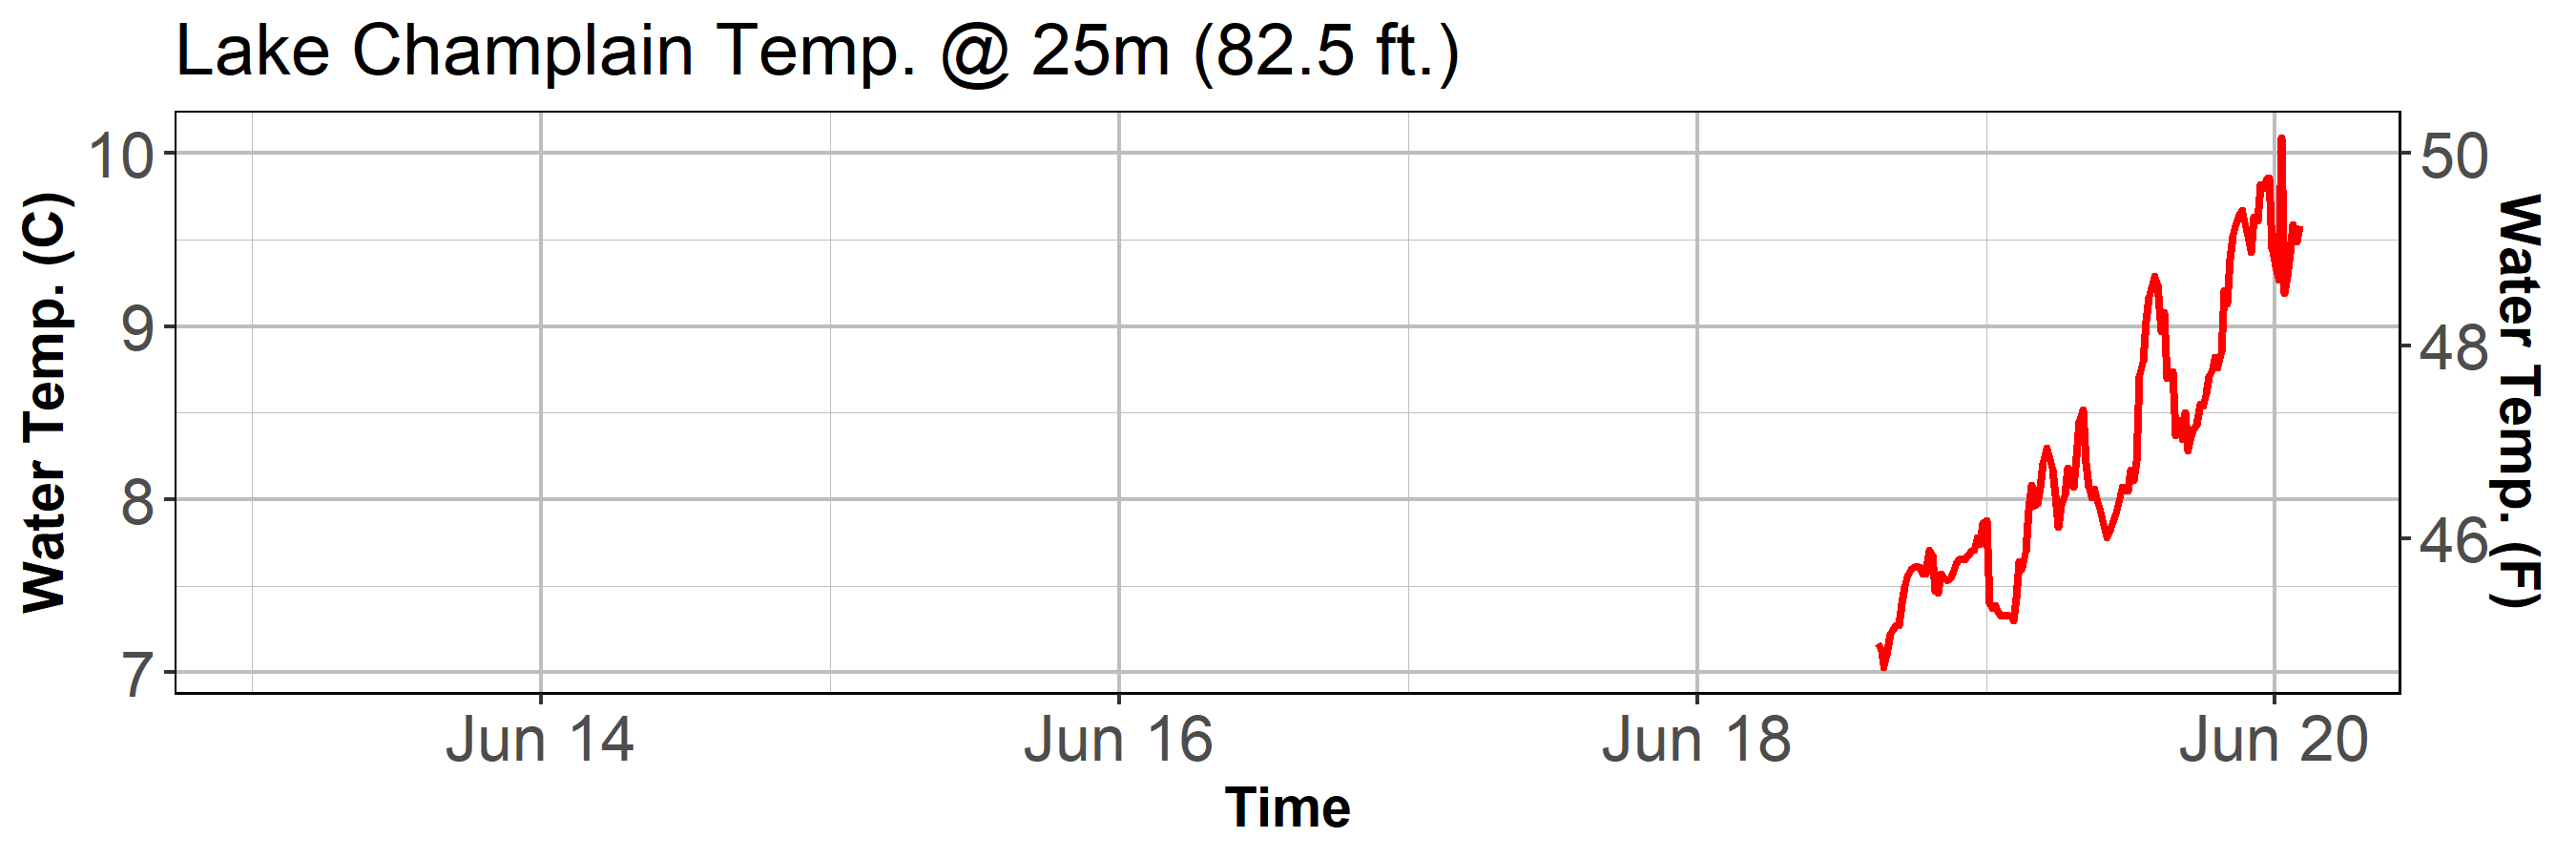 Lake Champlain Temp. @ 25m (82.5 ft.)
10
9
8
7
Water Temp. (C)
50
48
46
Water Temp. (F)
Jun 14
Jun 16
Jun 18
Jun 20
Time